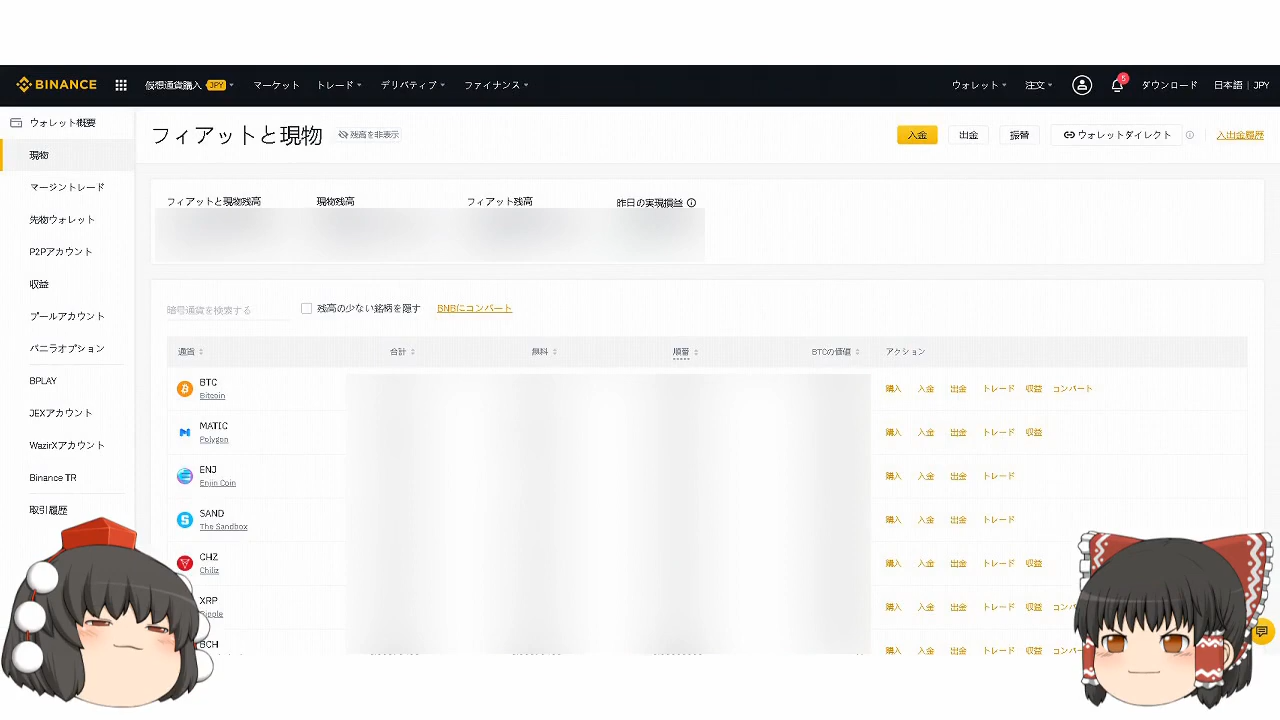 BINANCE 仮想通貨購入 JPY マーケット トレード デリバティブ ファイナンス ウォレット 注文 5 ダウンロード 日本語 | JPY
ウォレット概要
現物
マージントレード
先物ウォレット
P2Pアカウント
収益
プールアカウント
バニラオプション
BPLAY
JEXアカウント
WazirXアカウント
Binance TR
取引履歴
フィアットと現物 残高を非表示 入金 出金 振替 ウォレットダイレクト 入出金履歴
フィアットと現物残高 現物残高 フィアット残高 昨日の実現損益
暗号通貨を検索する 残高の少ない銘柄を隠す BNBにコンバート
通貨 合計 無料 順番 BTCの価値 アクション
BTC
Bitcoin 購入 入金 出金 トレード 収益 コンバート
MATIC
Polygon 購入 入金 出金 トレード 収益
ENJ
Enjin Coin 購入 入金 出金 トレード
SAND
The Sandbox 購入 入金 出金 トレード
CHZ
Chiliz 購入 入金 出金 トレード 収益
XRP
Ripple 購入 入金 出金 トレード 収益
BCH
購入 入金 出金 トレード 収益